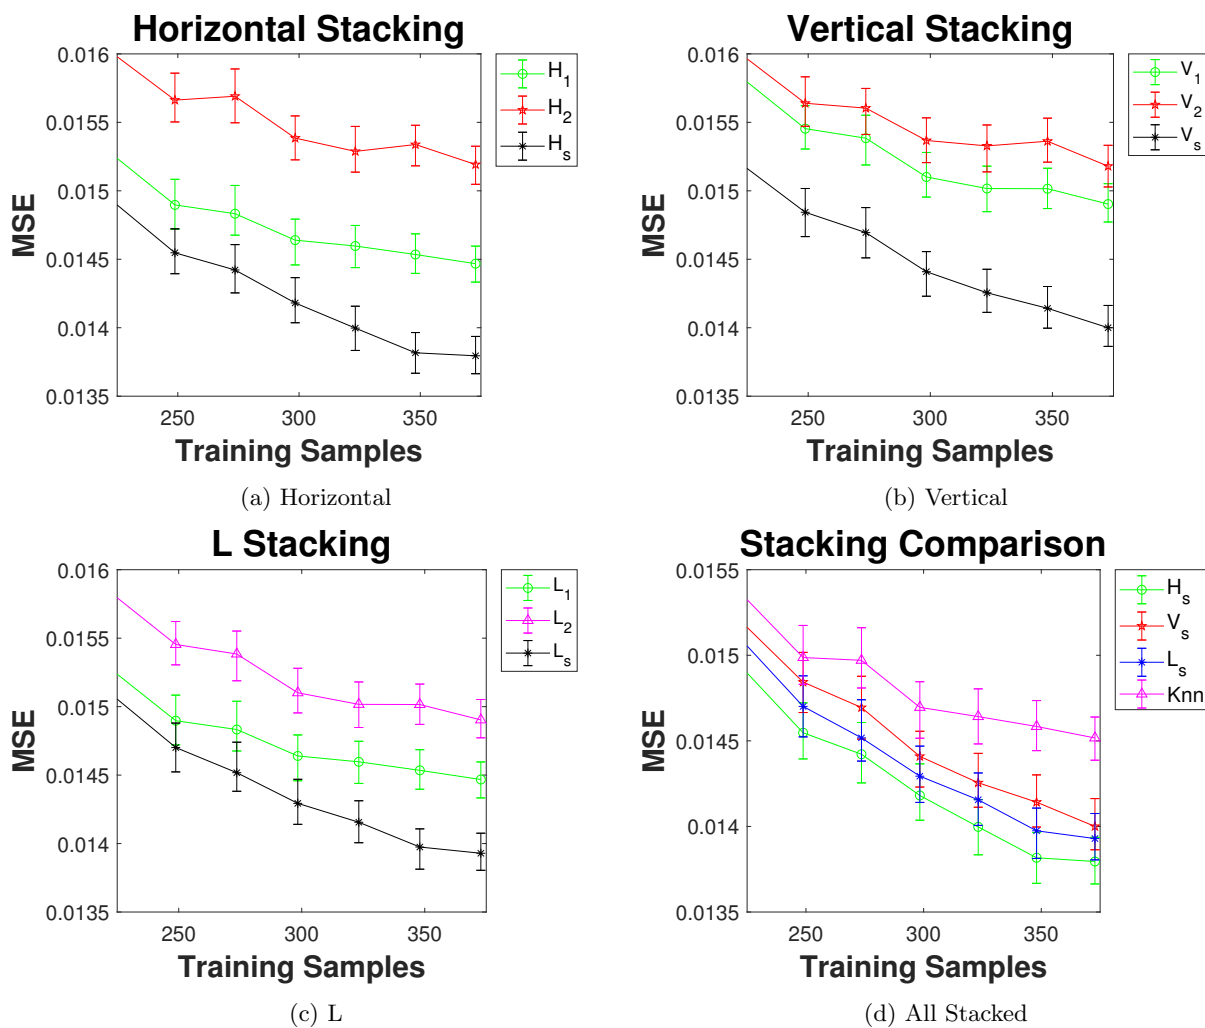 Horizontal Stacking
0.016
0.0155
0.015
0.0145
0.014
0.0135
MSE
250 300 350
Training Samples
H1
H2
Hs
(a) Horizontal
Vertical Stacking
0.016
0.0155
0.015
0.0145
0.014
0.0135
MSE
250 300 350
Training Samples
V1
V2
Vs
(b) Vertical
L Stacking
0.016
0.0155
0.015
0.0145
0.014
0.0135
MSE
250 300 350
Training Samples
L1
L2
Ls
(c) L
Stacking Comparison
0.0155
0.015
0.0145
0.014
0.0135
MSE
250 300 350
Training Samples
Hs
Vs
Ls
Knn
(d) All Stacked